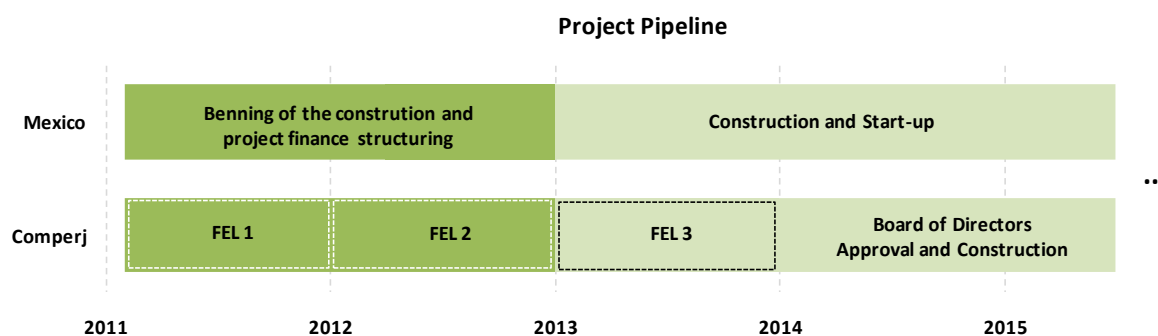 Project Pipeline
Mexico
Benning of the constrution and
project finance structuring
Construction and Start-up
..
Comperj
FEL 1
FEL 2
FEL 3
Board of Directors
Approval and Construction
2011
2012
2013
2014
2015